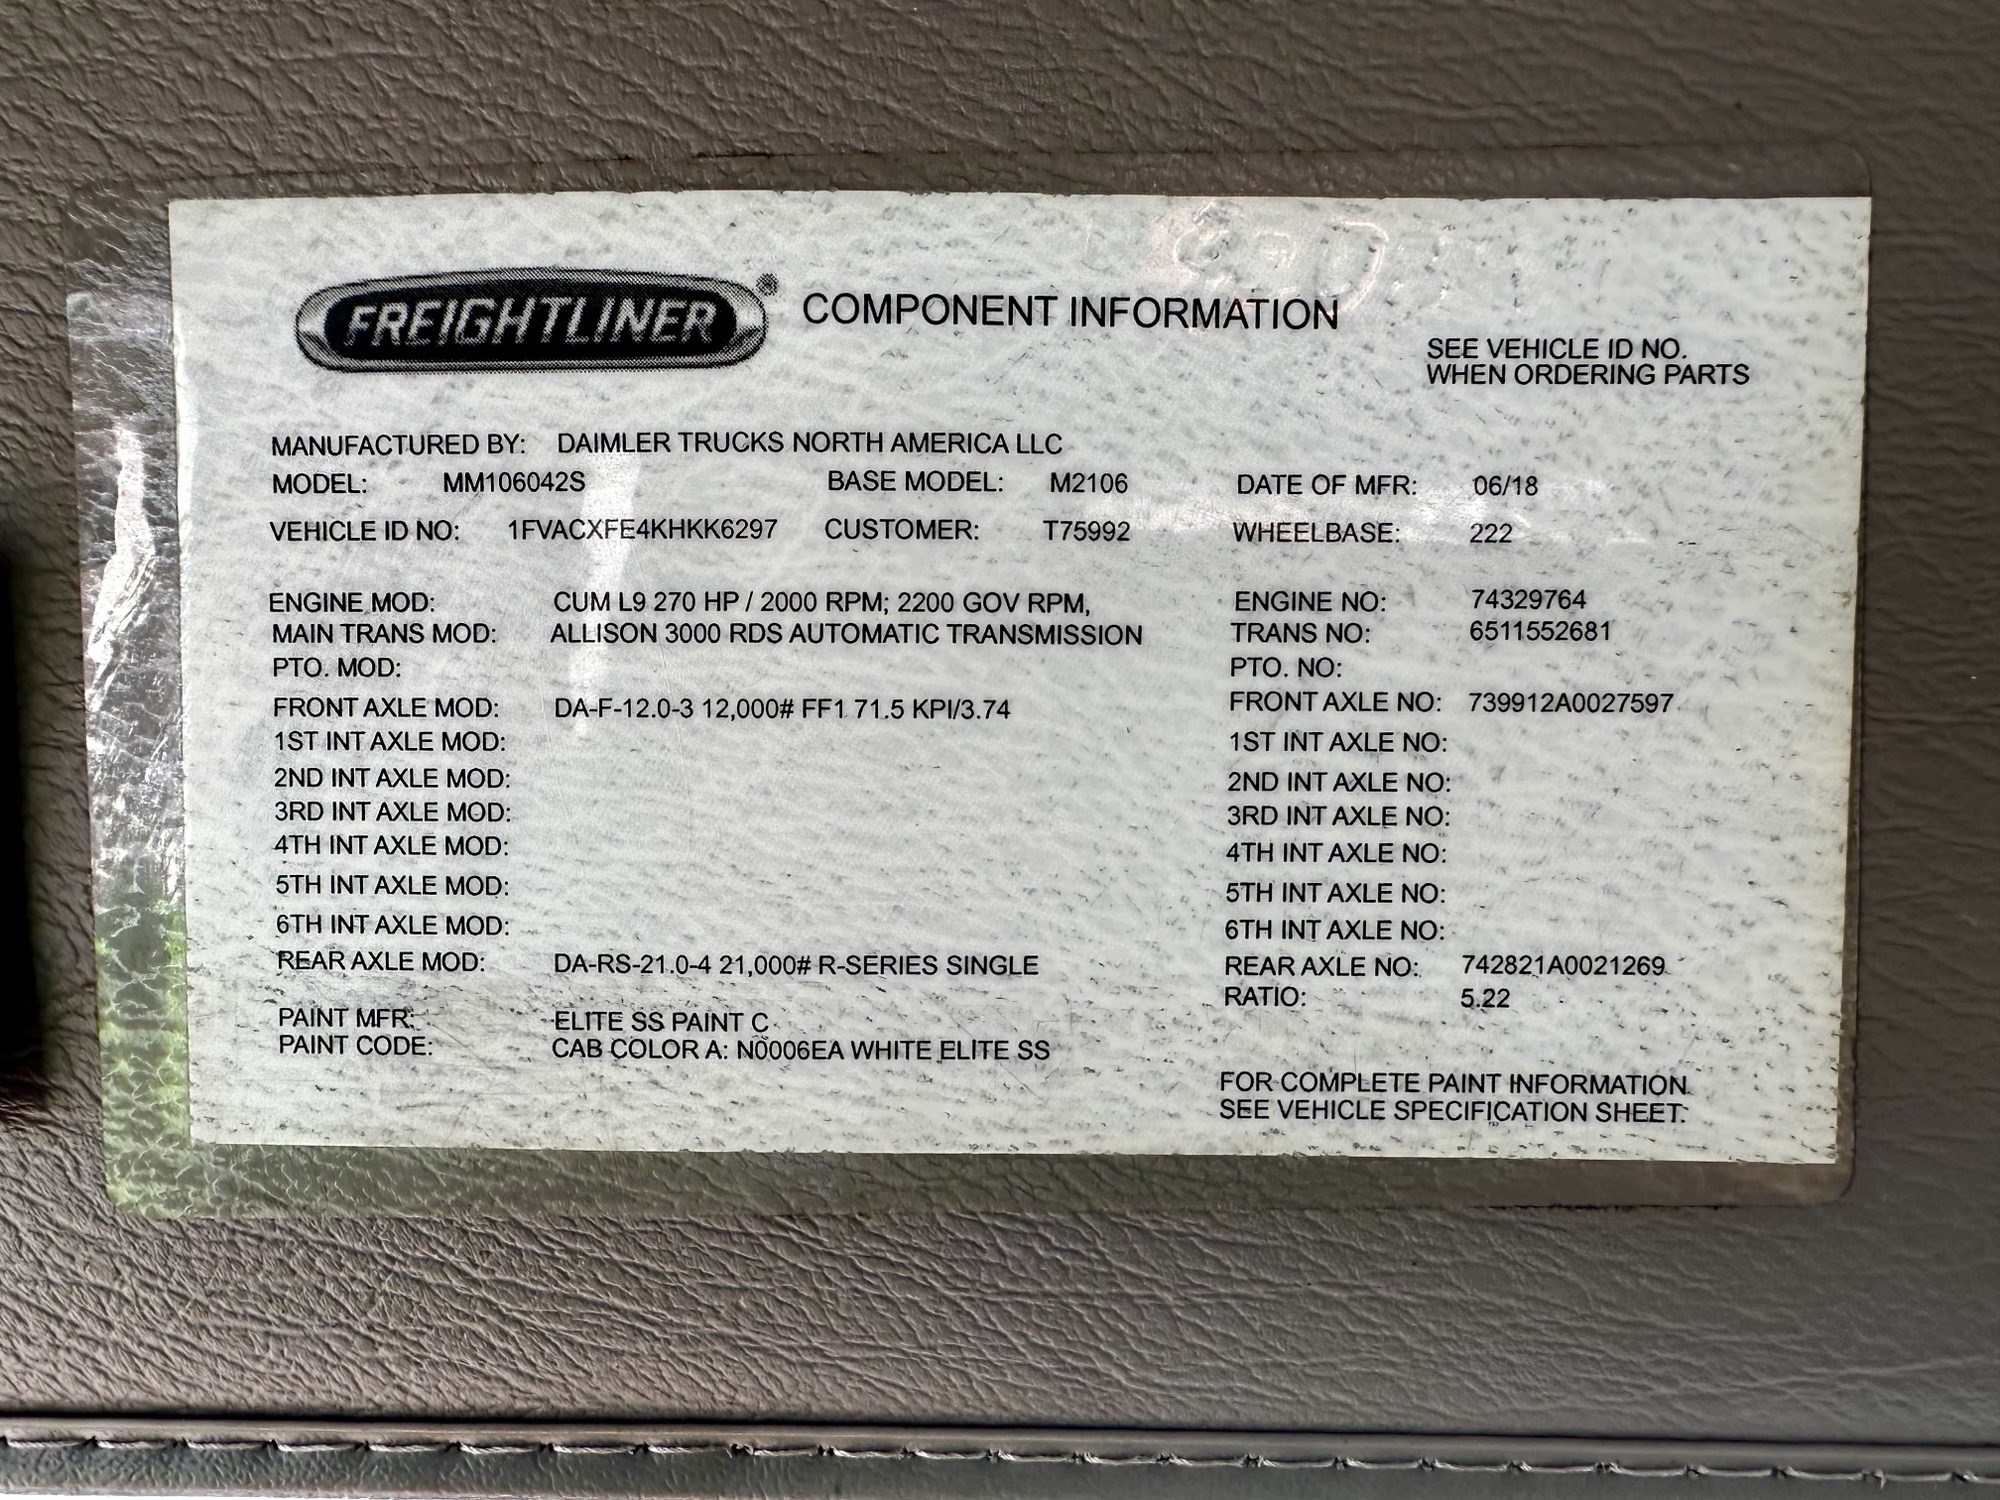 FREIGHTLINER ® COMPONENT INFORMATION
SEE VEHICLE ID NO.
WHEN ORDERING PARTS
MANUFACTURED BY: DAIMLER TRUCKS NORTH AMERICA LLC
MODEL: MM106042S BASE MODEL: M2106 DATE OF MFR: 06/18
VEHICLE ID NO: 1FVACXFE4KHKK6297 CUSTOMER: T75992 WHEELBASE: 222
ENGINE MOD: CUM L9 270 HP / 2000 RPM; 2200 GOV RPM, ENGINE NO: 74329764
MAIN TRANS MOD: ALLISON 3000 RDS AUTOMATIC TRANSMISSION TRANS NO: 6511552681
PTO. MOD: PTO. NO:
FRONT AXLE MOD: DA-F-12.0-3 12,000# FF1 71.5 KPI/3.74 FRONT AXLE NO: 739912A0027597
1ST INT AXLE MOD: 1ST INT AXLE NO:
2ND INT AXLE MOD: 2ND INT AXLE NO:
3RD INT AXLE MOD: 3RD INT AXLE NO:
4TH INT AXLE MOD: 4TH INT AXLE NO:
5TH INT AXLE MOD: 5TH INT AXLE NO:
6TH INT AXLE MOD: 6TH INT AXLE NO:
REAR AXLE MOD: DA-RS-21.0-4 21,000# R-SERIES SINGLE REAR AXLE NO: 742821A0021269
RATIO: 5.22
PAINT MFR: ELITE SS PAINT C
PAINT CODE: CAB COLOR A: N0006EA WHITE ELITE SS
FOR COMPLETE PAINT INFORMATION
SEE VEHICLE SPECIFICATION SHEET.